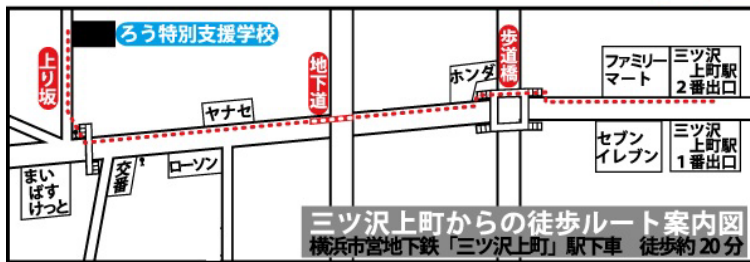 ろう特別支援学校
上り坂
地下道
歩道橋
ホンダ
ヤナセ
ファミリー
マート
三ツ沢
上町駅
2番出口
セブン
イレブン
三ツ沢
上町駅
1番出口
まい
ばす
けっと
交番
ローソン
三ツ沢上町からの徒歩ルート案内図
横浜市営地下鉄「三ツ沢上町」駅下車 徒歩約20分